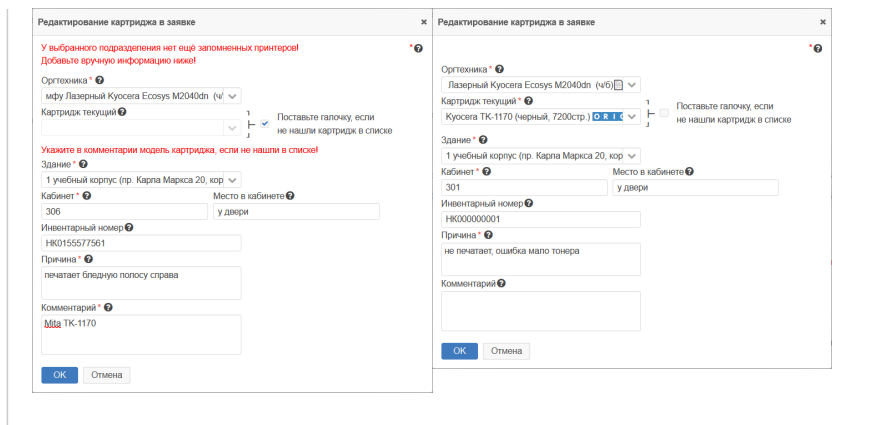 Редактирование картриджа в заявке ×
У выбранного подразделения нет ещё запомненных принтеров!
Добавьте вручную информацию ниже!
*?
Оргтехника * ?
мфу Лазерный Kyocera Ecosys M2040dn (ч/
Картридж текущий ?
Поставьте галочку, если
не нашли картридж в списке
Укажите в комментарии модель картриджа, если не нашли в списке!
Здание * ?
1 учебный корпус (пр. Карла Маркса 20, кор
Кабинет * ? Место в кабинете ?
306 у двери
Инвентарный номер ?
НК0155577561
Причина * ?
печатает бледную полосу справа
Комментарий * ?
Mita TK-1170
OK Отмена
Редактирование картриджа в заявке ×
*?
Оргтехника * ?
Лазерный Kyocera Ecosys M2040dn (ч/б)
Картридж текущий * ?
Kyocera TK-1170 (черный, 7200стр.) ORIG
Поставьте галочку, если
не нашли картридж в списке
Здание * ?
1 учебный корпус (пр. Карла Маркса 20, кор
Кабинет * ? Место в кабинете ?
301 у двери
Инвентарный номер ?
НК000000001
Причина * ?
не печатает, ошибка мало тонера
Комментарий ?
OK Отмена